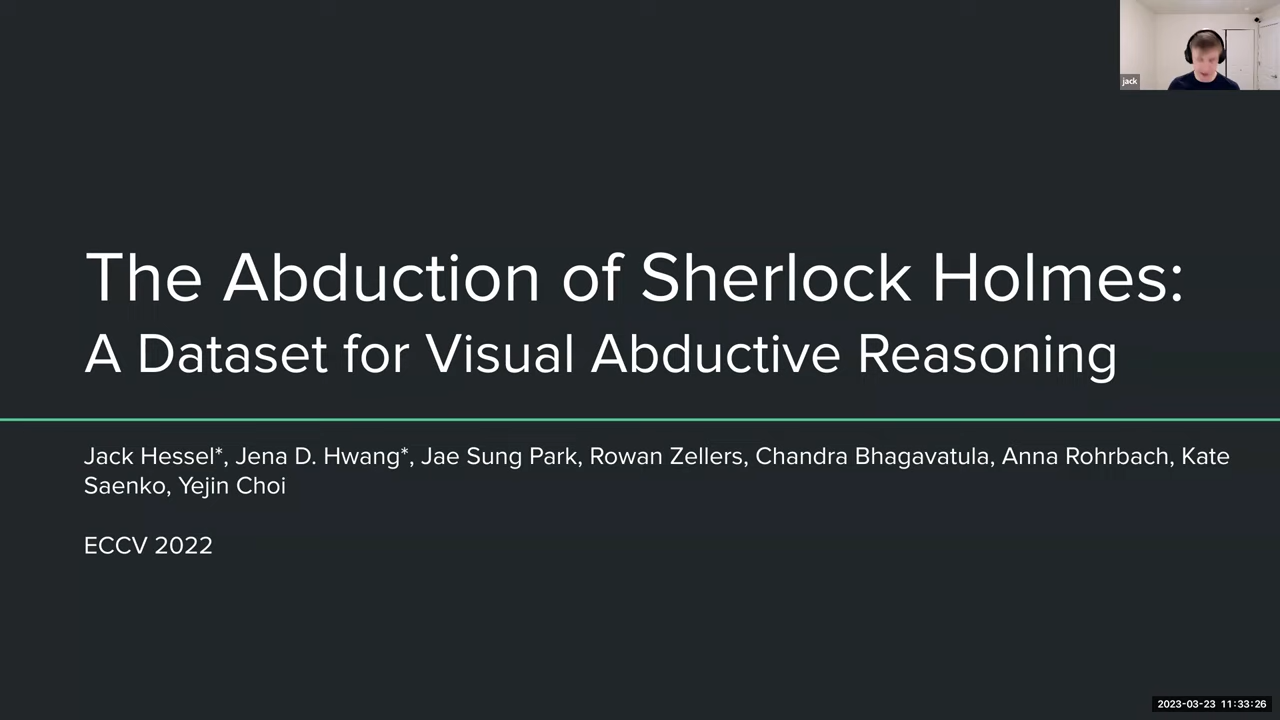 jack
The Abduction of Sherlock Holmes:
A Dataset for Visual Abductive Reasoning
Jack Hessel*, Jena D. Hwang*, Jae Sung Park, Rowan Zellers, Chandra Bhagavatula, Anna Rohrbach, Kate
Saenko, Yejin Choi
ECCV 2022
2023-03-23 11:33:26